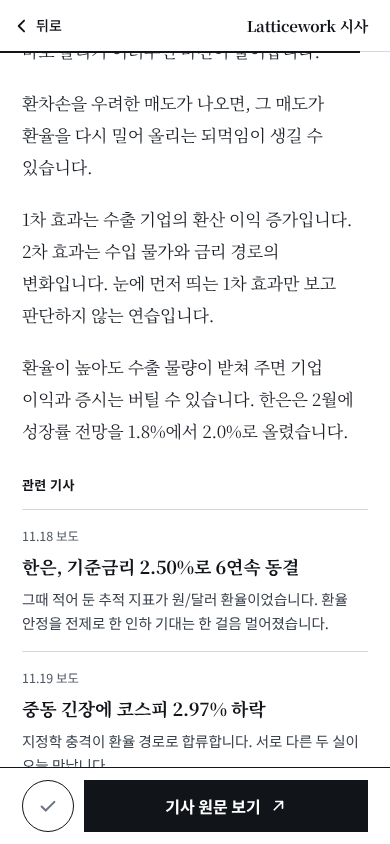 뒤로
Latticework 시사
환차손을 우려한 매도가 나오면, 그 매도가
환율을 다시 밀어 올리는 되먹임이 생길 수
있습니다.
1차 효과는 수출 기업의 환산 이익 증가입니다.
2차 효과는 수입 물가와 금리 경로의
변화입니다. 눈에 먼저 띄는 1차 효과만 보고
판단하지 않는 연습입니다.
환율이 높아도 수출 물량이 받쳐 주면 기업
이익과 증시는 버틸 수 있습니다. 한은은 2월에
성장률 전망을 1.8%에서 2.0%로 올렸습니다.
관련 기사
11.18 보도
한은, 기준금리 2.50%로 6연속 동결
그때 적어 둔 추적 지표가 원/달러 환율이었습니다. 환율
안정을 전제로 한 인하 기대는 한 걸음 멀어졌습니다.
11.19 보도
중동 긴장에 코스피 2.97% 하락
지정학 충격이 환율 경로로 합류합니다. 서로 다른 두 실이
오늘 만납니다
기사 원문 보기